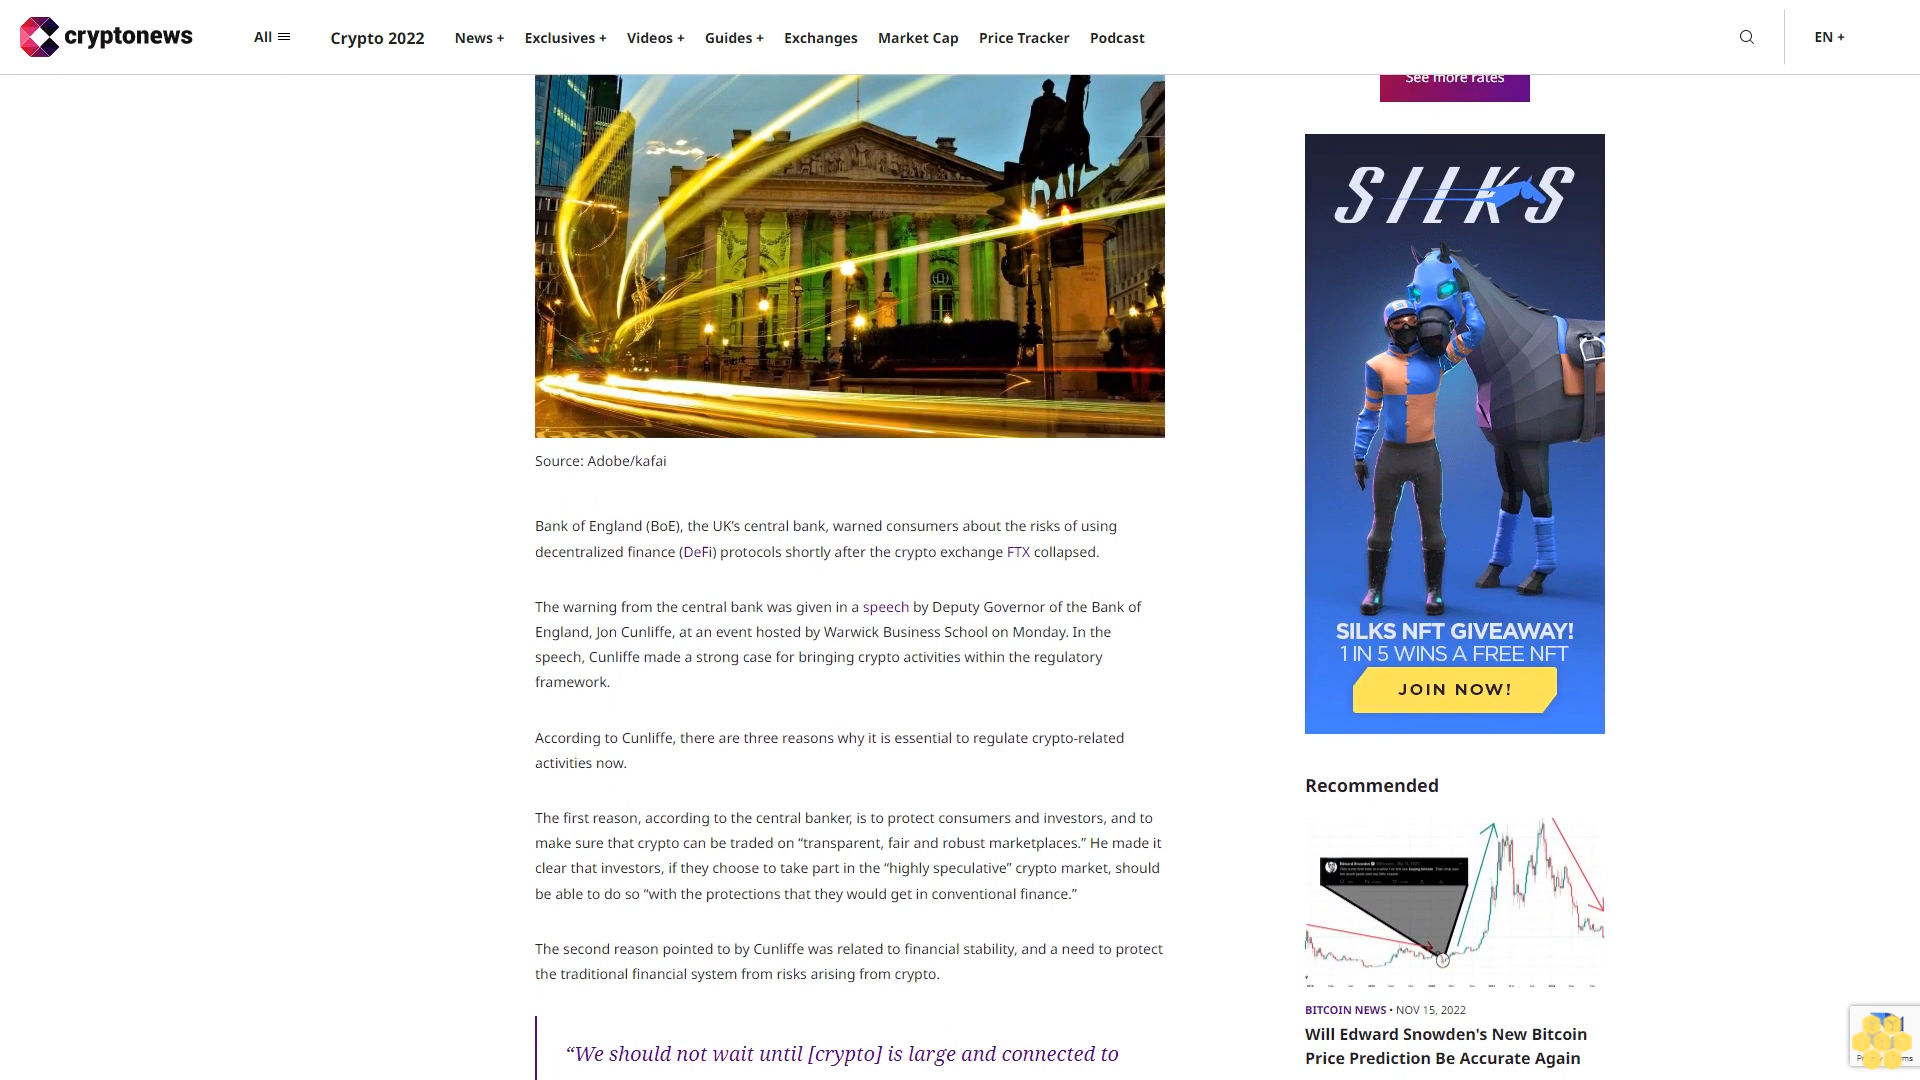 cryptonews
All
Crypto 2022
News +
Exclusives +
Videos +
Guides +
Exchanges
Market Cap
Price Tracker
Podcast
EN +
See more rates
Source: Adobe/kafai
Bank of England (BoE), the UK’s central bank, warned consumers about the risks of using
decentralized finance (DeFi) protocols shortly after the crypto exchange FTX collapsed.
The warning from the central bank was given in a speech by Deputy Governor of the Bank of
England, Jon Cunliffe, at an event hosted by Warwick Business School on Monday. In the
speech, Cunliffe made a strong case for bringing crypto activities within the regulatory
framework.
According to Cunliffe, there are three reasons why it is essential to regulate crypto-related
activities now.
The first reason, according to the central banker, is to protect consumers and investors, and to
make sure that crypto can be traded on “transparent, fair and robust marketplaces.” He made it
clear that investors, if they choose to take part in the “highly speculative” crypto market, should
be able to do so “with the protections that they would get in conventional finance.”
The second reason pointed to by Cunliffe was related to financial stability, and a need to protect
the traditional financial system from risks arising from crypto.
“We should not wait until [crypto] is large and connected to
SILKS
SILKS NFT GIVEAWAY!
1 IN 5 WINS A FREE NFT
JOIN NOW!
Recommended
BITCOIN NEWS • NOV 15, 2022
Will Edward Snowden's New Bitcoin
Price Prediction Be Accurate Again